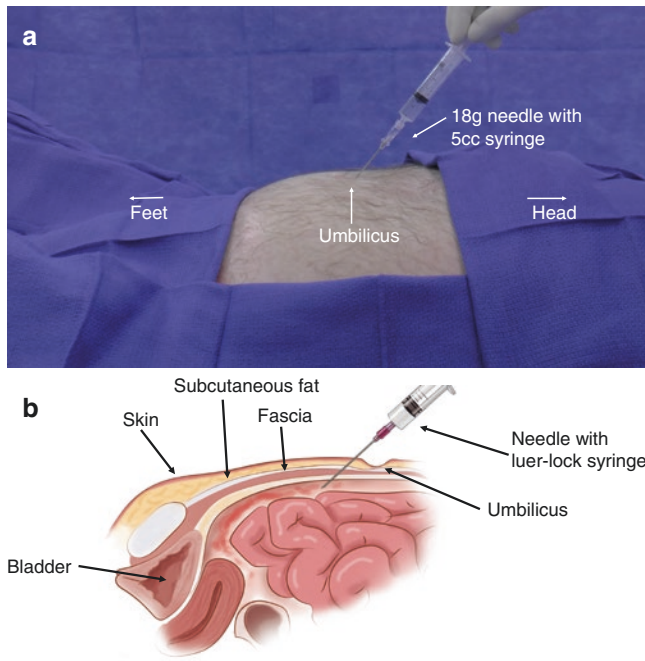 a
18g needle with
5cc syringe
Feet
Head
Umbilicus
b
Subcutaneous fat
Skin
Fascia
Needle with
luer-lock syringe
Umbilicus
Bladder